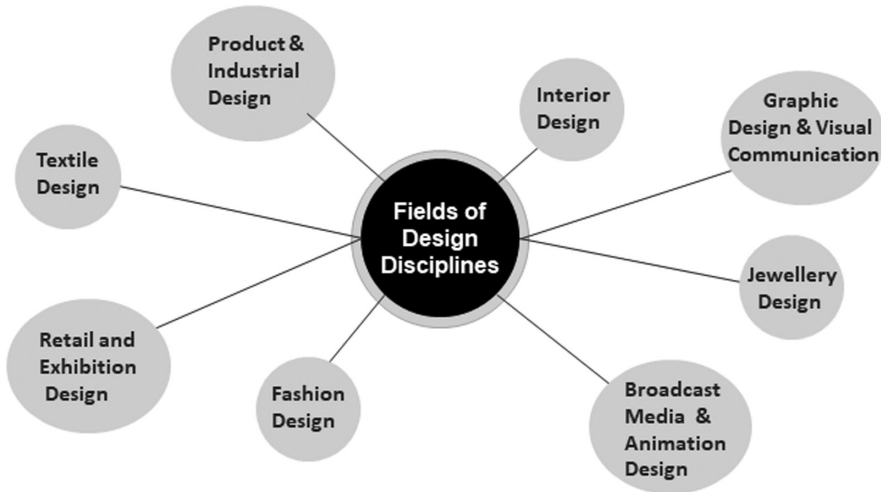 Product &
Industrial
Design
Interior
Design
Graphic
Design & Visual
Communication
Textile
Design
Fields of
Design
Disciplines
Jewellery
Design
Retail and
Exhibition
Design
Fashion
Design
Broadcast
Media &
Animation
Design